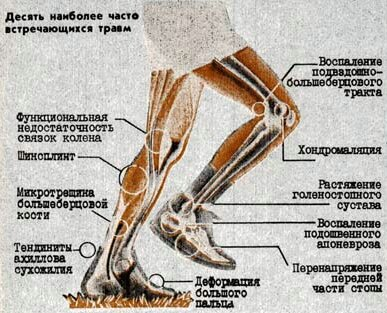 Десять наиболее часто
встречающихся травм
Функциональная
недостаточность
связок колена
Шинсплинт
Микротрещина
большеберцовой
кости
Тендиниты
ахиллова
сухожилия
Воспаление
подвздошно-
большеберцового
тракта
Хондромаляция
Растяжение
голеностопного
сустава
Воспаление
подошвенного
апоневроза
Перенапряжение
передней
части стопы
Деформация
большого
пальца